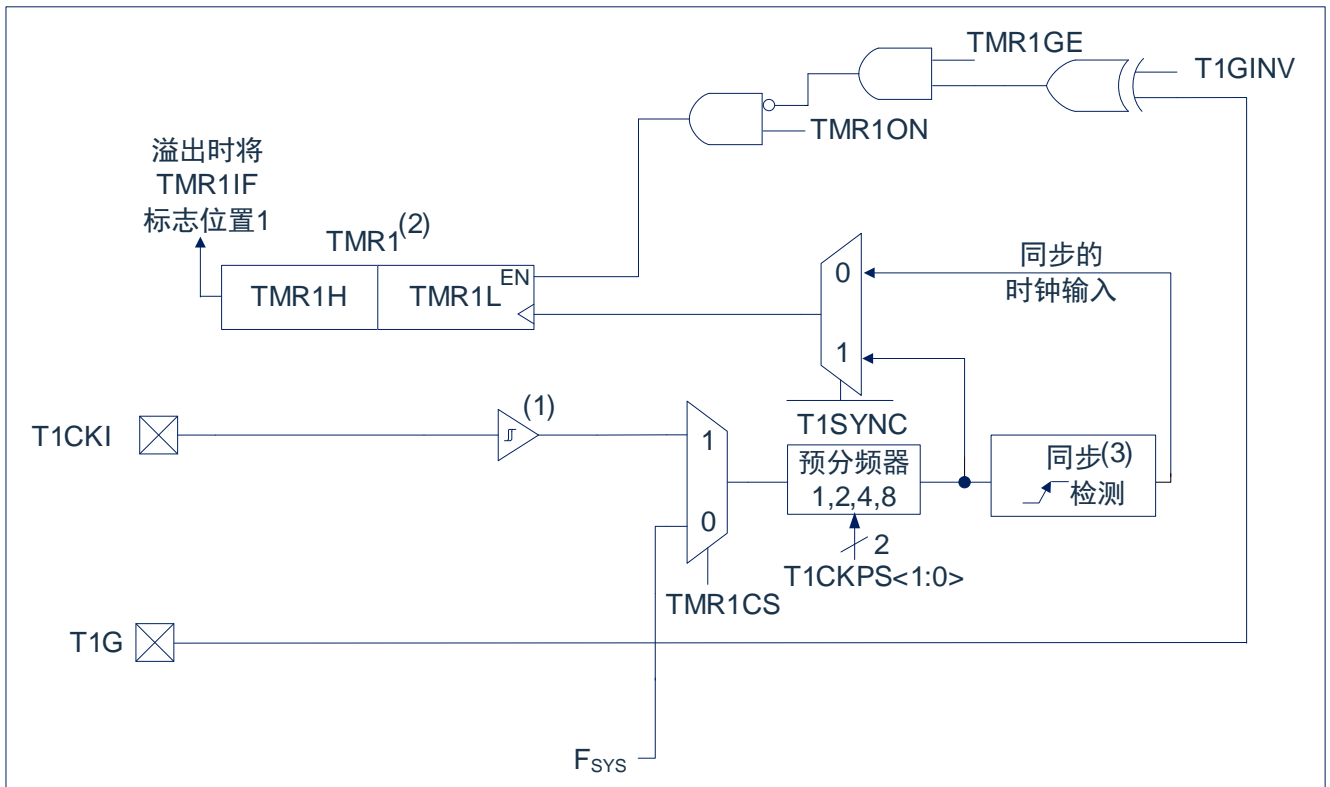 TMR1GE
T1GINV
TMR1ON
溢出时将
TMR1IF
标志位置1
TMR1(2)
EN
TMR1H
TMR1L
0
同步的
时钟输入
1
T1SYNC
T1CKI
(1)
1
0
预分频器
1,2,4,8
同步(3)
检测
2
T1CKPS<1:0>
TMR1CS
T1G
FSYS